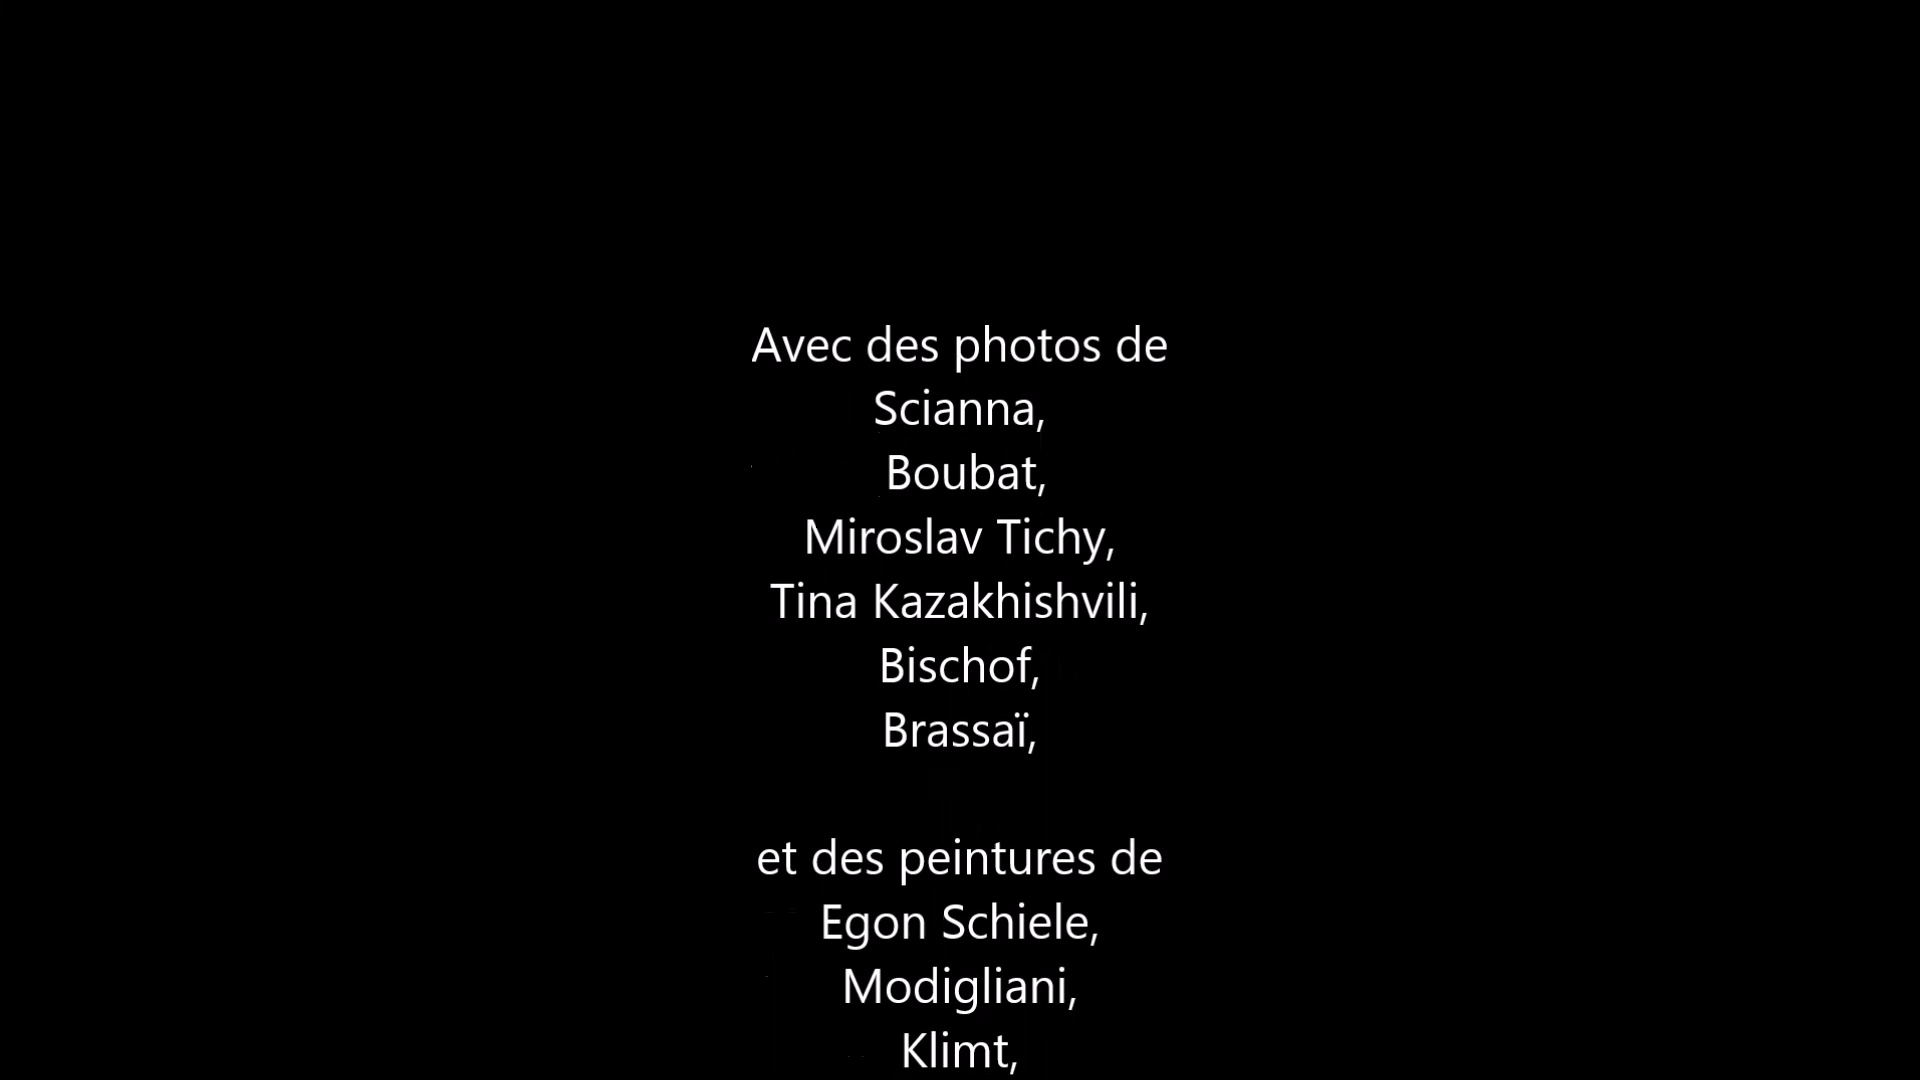 Avec des photos de
Scianna,
Boubat,
Miroslav Tichy,
Tina Kazakhishvili,
Bischof,
Brassaï,
et des peintures de
Egon Schiele,
Modigliani,
Klimt,